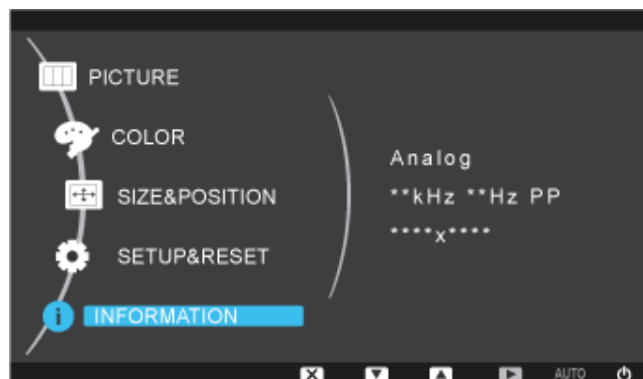 PICTURE
COLOR
SIZE&POSITION
SETUP&RESET
INFORMATION
Analog
**kHz **Hz PP
****x****
AUTO